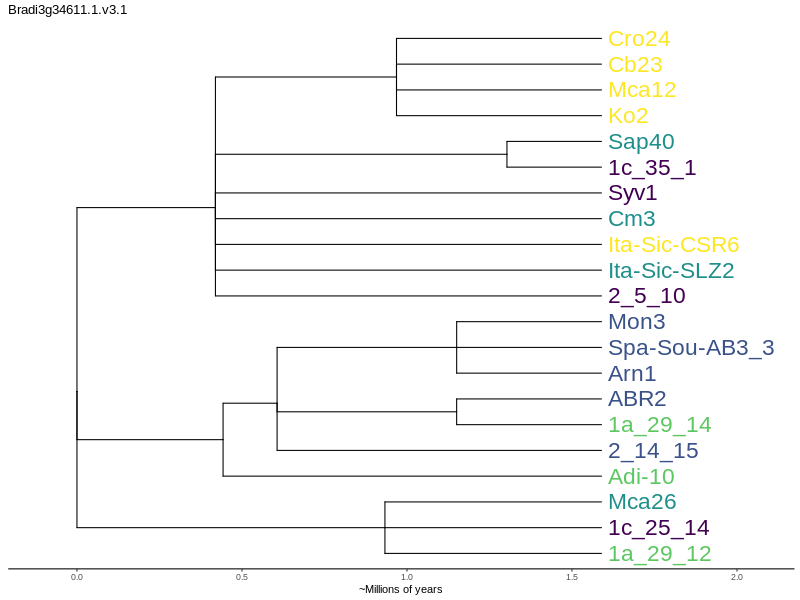 Bradi3g34611.1.v3.1
Cro24
Cb23
Mca12
Ko2
Sap40
1c_35_1
Syv1
Cm3
Ita-Sic-CSR6
Ita-Sic-SLZ2
2_5_10
Mon3
Spa-Sou-AB3_3
Arn1
ABR2
1a_29_14
2_14_15
Adi-10
Mca26
1c_25_14
1a_29_12
0.0 0.5 1.0 1.5 2.0
~Millions of years